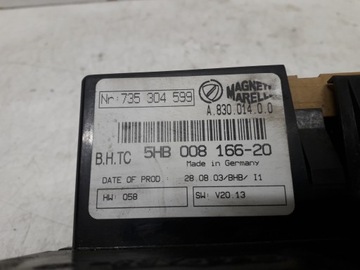 Nr: 735 304 599
MAGNETI
MARELLI
A.830.014.0.0
B.H.TC 5HB 008 166-20
Made in Germany
DATE OF PROD. 28.08.03/BHB/ I1
HW: 058
SW: V20.13